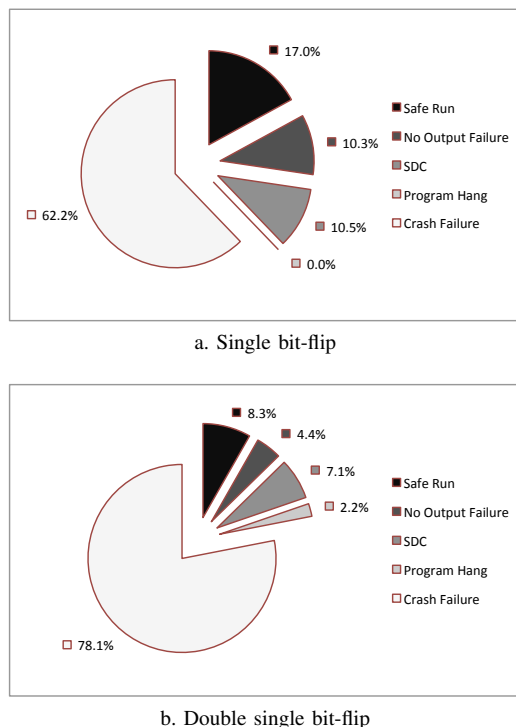 17.0%
10.3%
10.5%
0.0%
62.2%
Safe Run
No Output Failure
SDC
Program Hang
Crash Failure
a. Single bit-flip
8.3%
4.4%
7.1%
2.2%
78.1%
Safe Run
No Output Failure
SDC
Program Hang
Crash Failure
b. Double single bit-flip